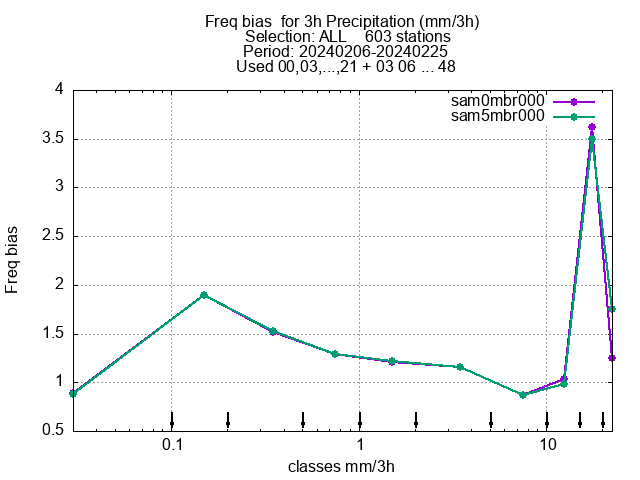 Freq bias  for 3h Precipitation (mm/3h)
Selection: ALL    603 stations
Period: 20240206-20240225
Used 00,03,...,21 + 03 06 ... 48
sam0mbr000
sam5mbr000
4
3.5
3
2.5
2
1.5
1
0.5
Freq bias
0.1
1
10
classes mm/3h